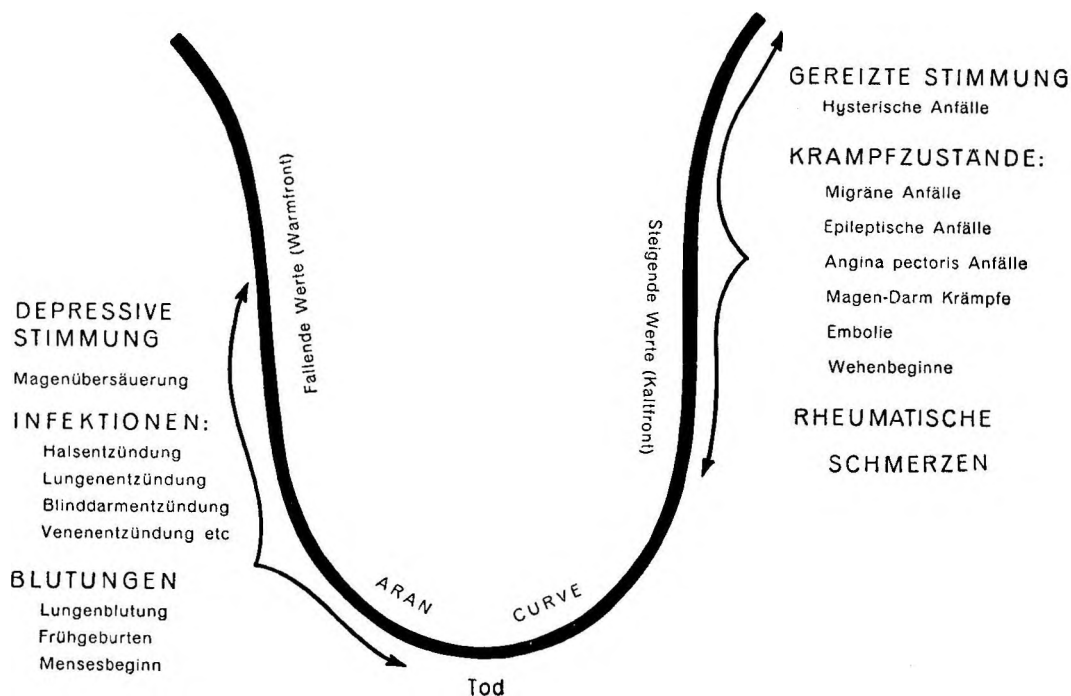 GEREIZTE STIMMUNG
Hysterische Anfälle
KRAMPFZUSTÄNDE:
Migräne Anfälle
Epileptische Anfälle
Angina pectoris Anfälle
Magen-Darm Krämpfe
Embolie
Wehenbeginne
RHEUMATISCHE
SCHMERZEN
Fallende Werte (Warmfront)
Steigende Werte (Kaltfront)
DEPRESSIVE
STIMMUNG
Magenübersäuerung
INFEKTIONEN:
Halsentzündung
Lungenentzündung
Blinddarmentzündung
Venenentzündung etc
BLUTUNGEN
Lungenblutung
Frühgeburten
Mensesbeginn
ARAN CURVE
Tod